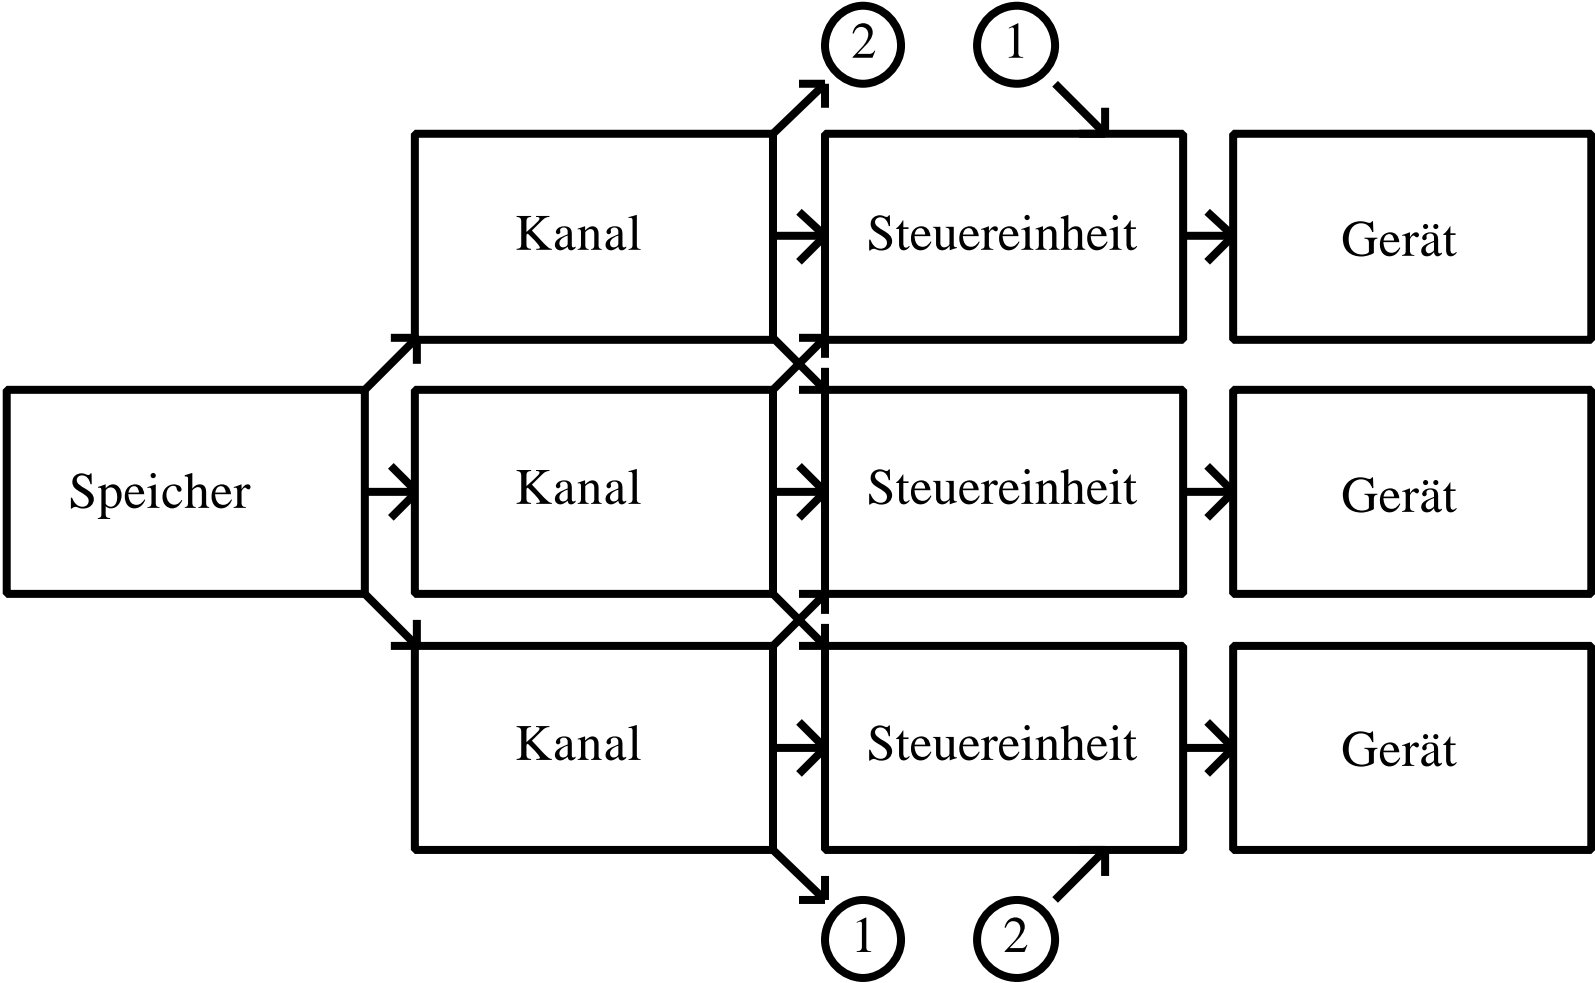 2 1
Kanal Steuereinheit Gerät
Speicher Kanal Steuereinheit Gerät
Kanal Steuereinheit Gerät
1 2